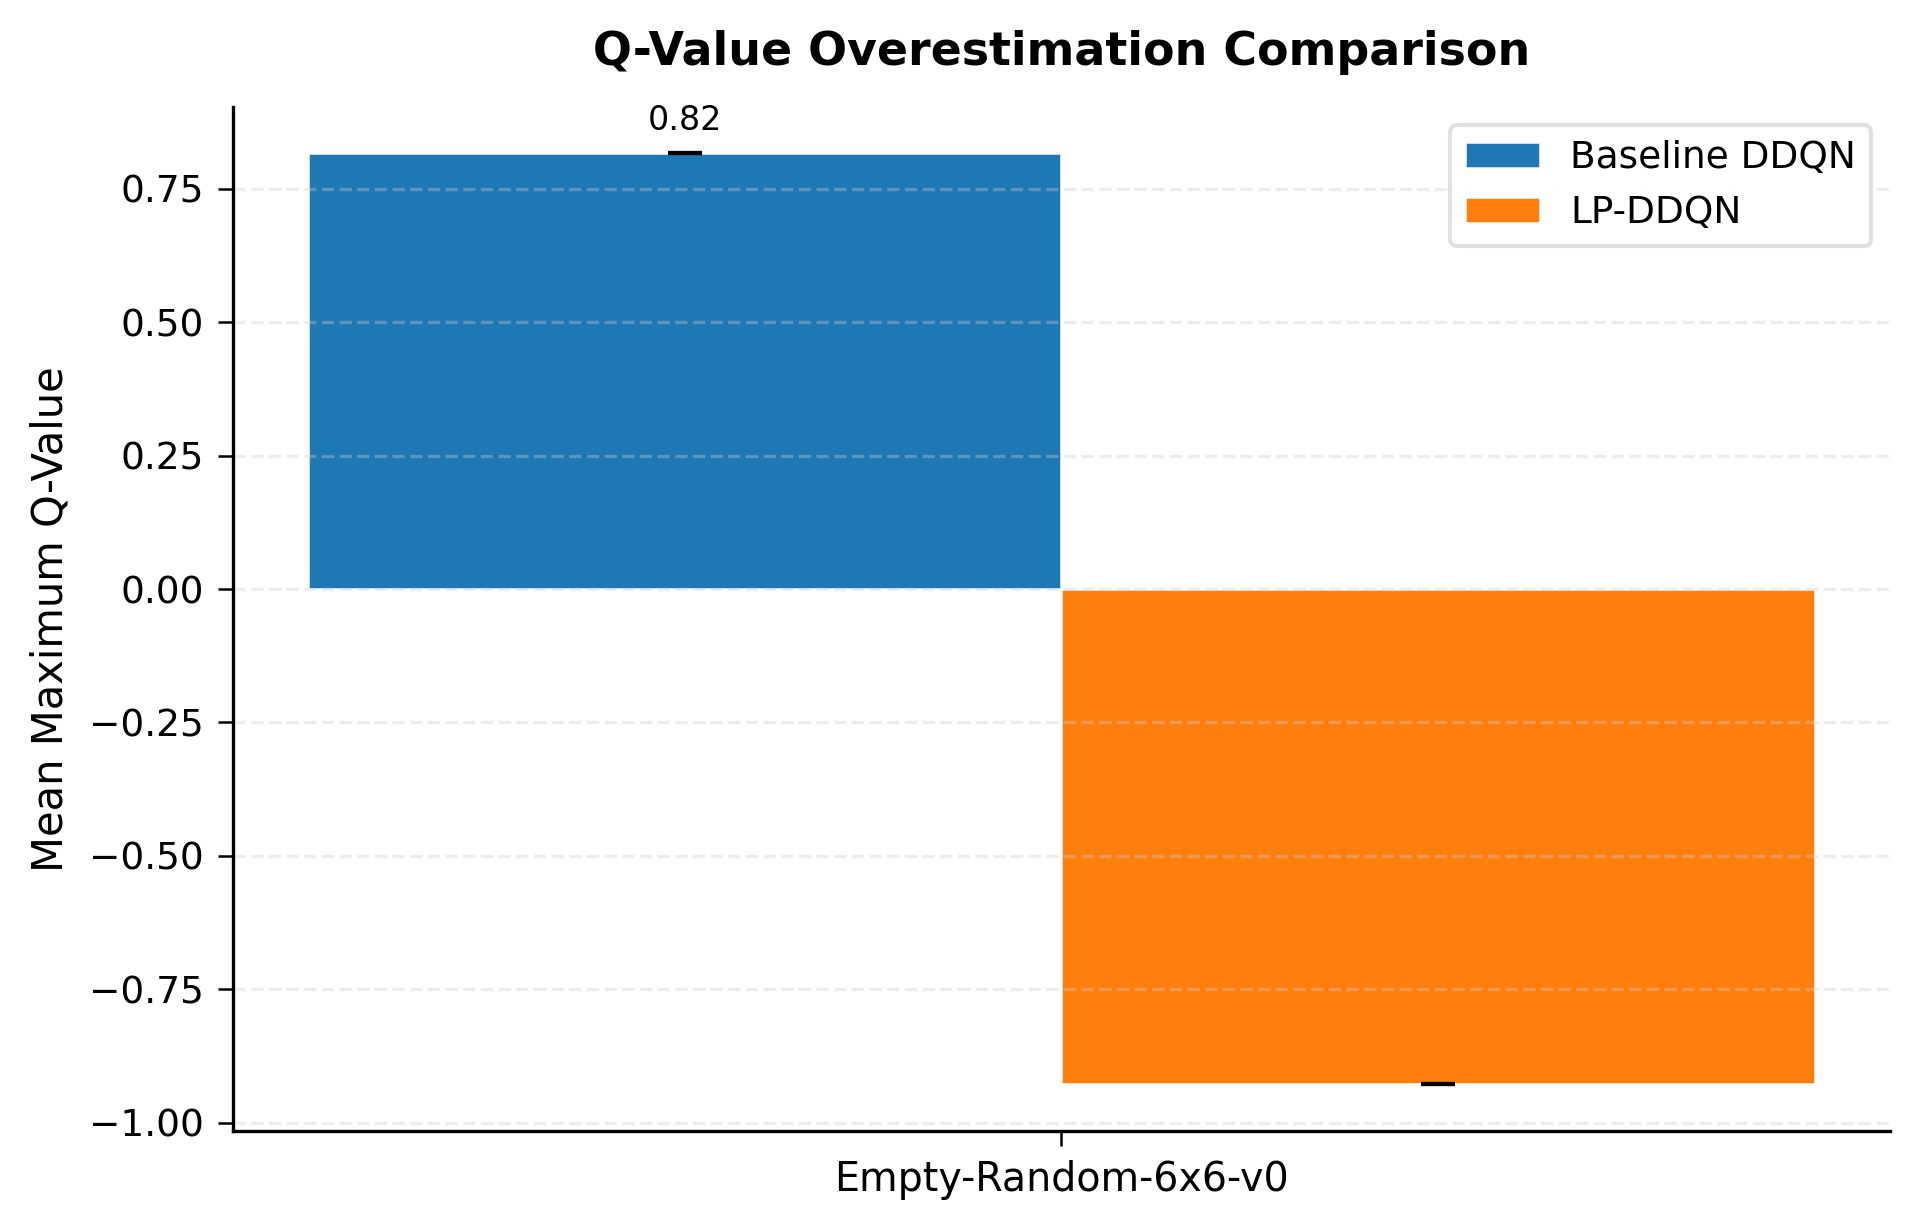 Q-Value Overestimation Comparison
0.82
Baseline DDQN
LP-DDQN
Mean Maximum Q-Value
0.75
0.50
0.25
0.00
−0.25
−0.50
−0.75
−1.00
Empty-Random-6x6-v0